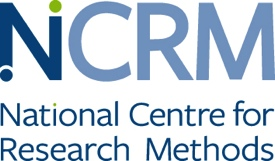 NCRM
National Centre for
Research Methods